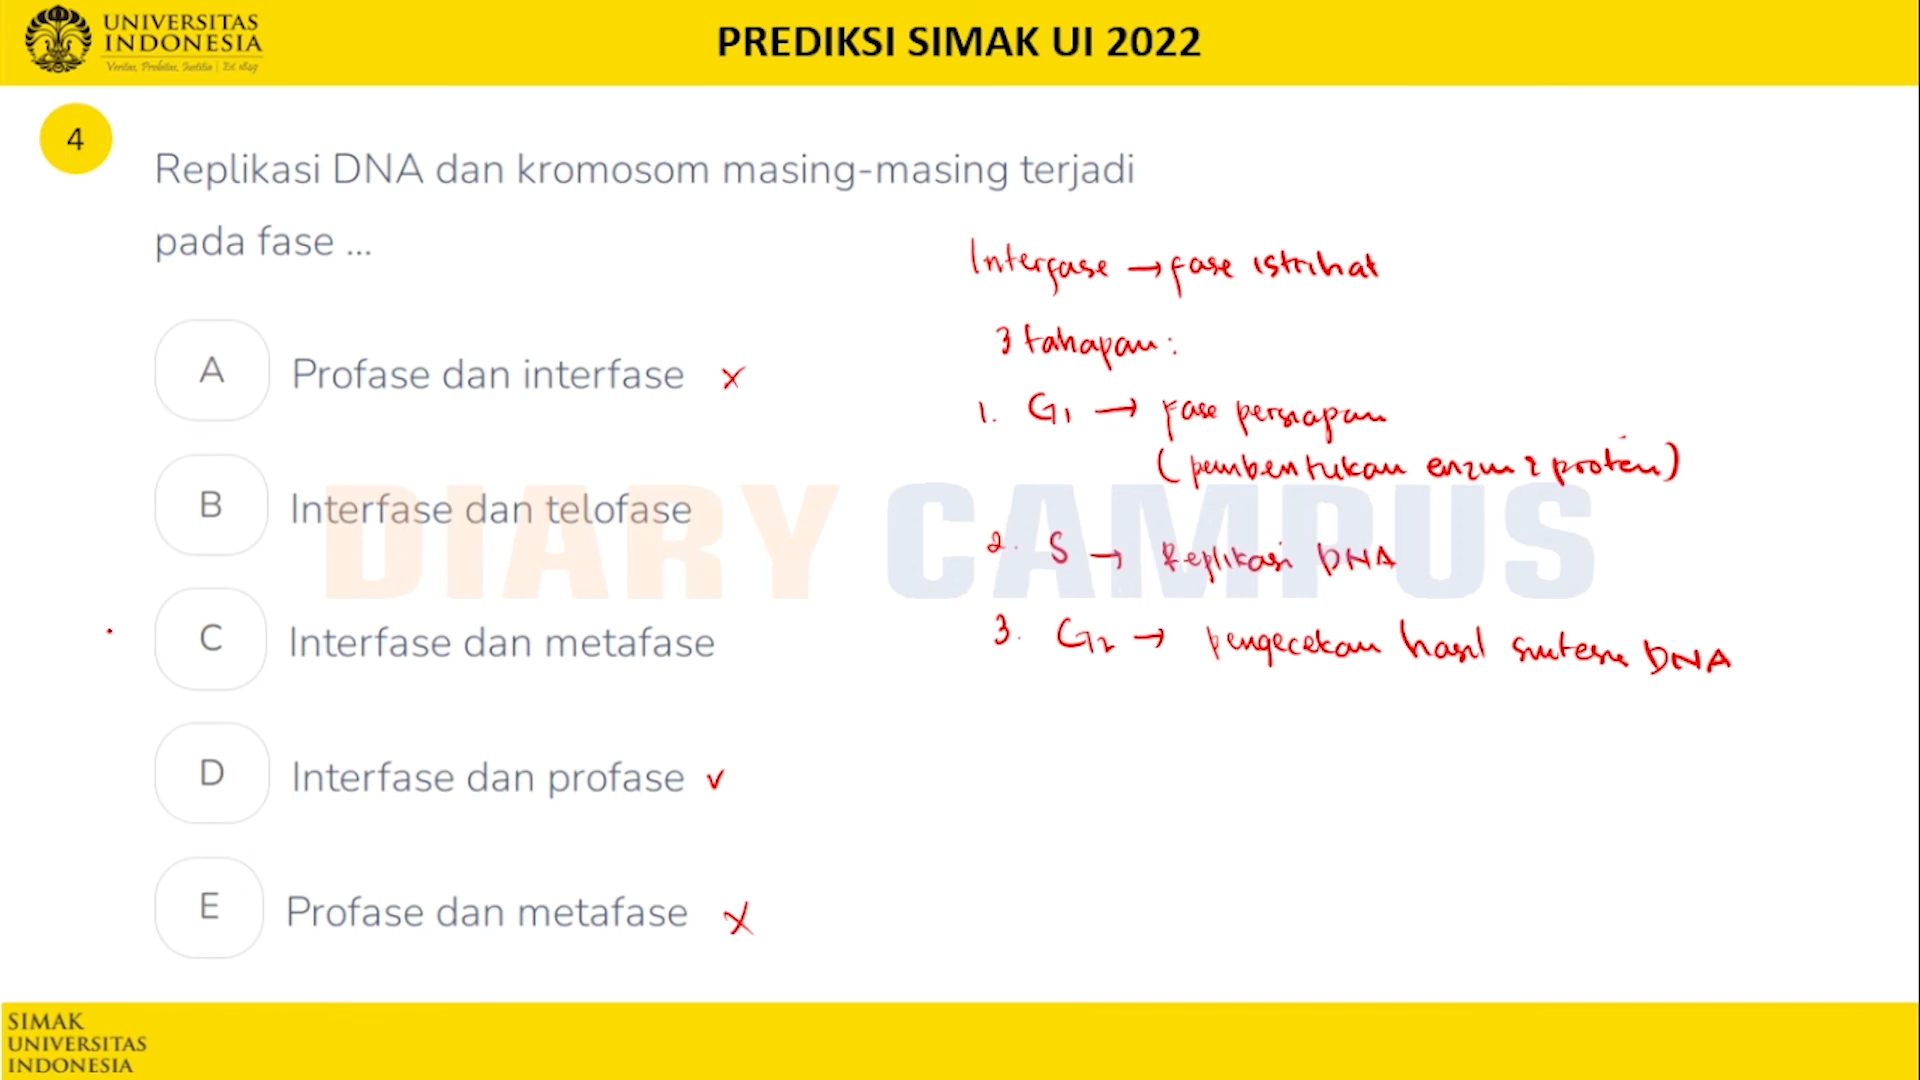 UNIVERSITAS
INDONESIA
Veritas, Probitas, Justitia | Est. 1849
PREDIKSI SIMAK UI 2022
4
Replikasi DNA dan kromosom masing-masing terjadi
pada fase ...
A Profase dan interfase x
B Interfase dan telofase
C Interfase dan metafase
D Interfase dan profase v
E Profase dan metafase x
Interfase → fase istrihat
3 tahapan :
1. G1 → fase persiapan
(pembentukan enzim & protein)
2. S → Replikasi DNA
3. G2 → pengecekan hasil sintesis DNA
DIARY CAMPUS
SIMAK
UNIVERSITAS
INDONESIA